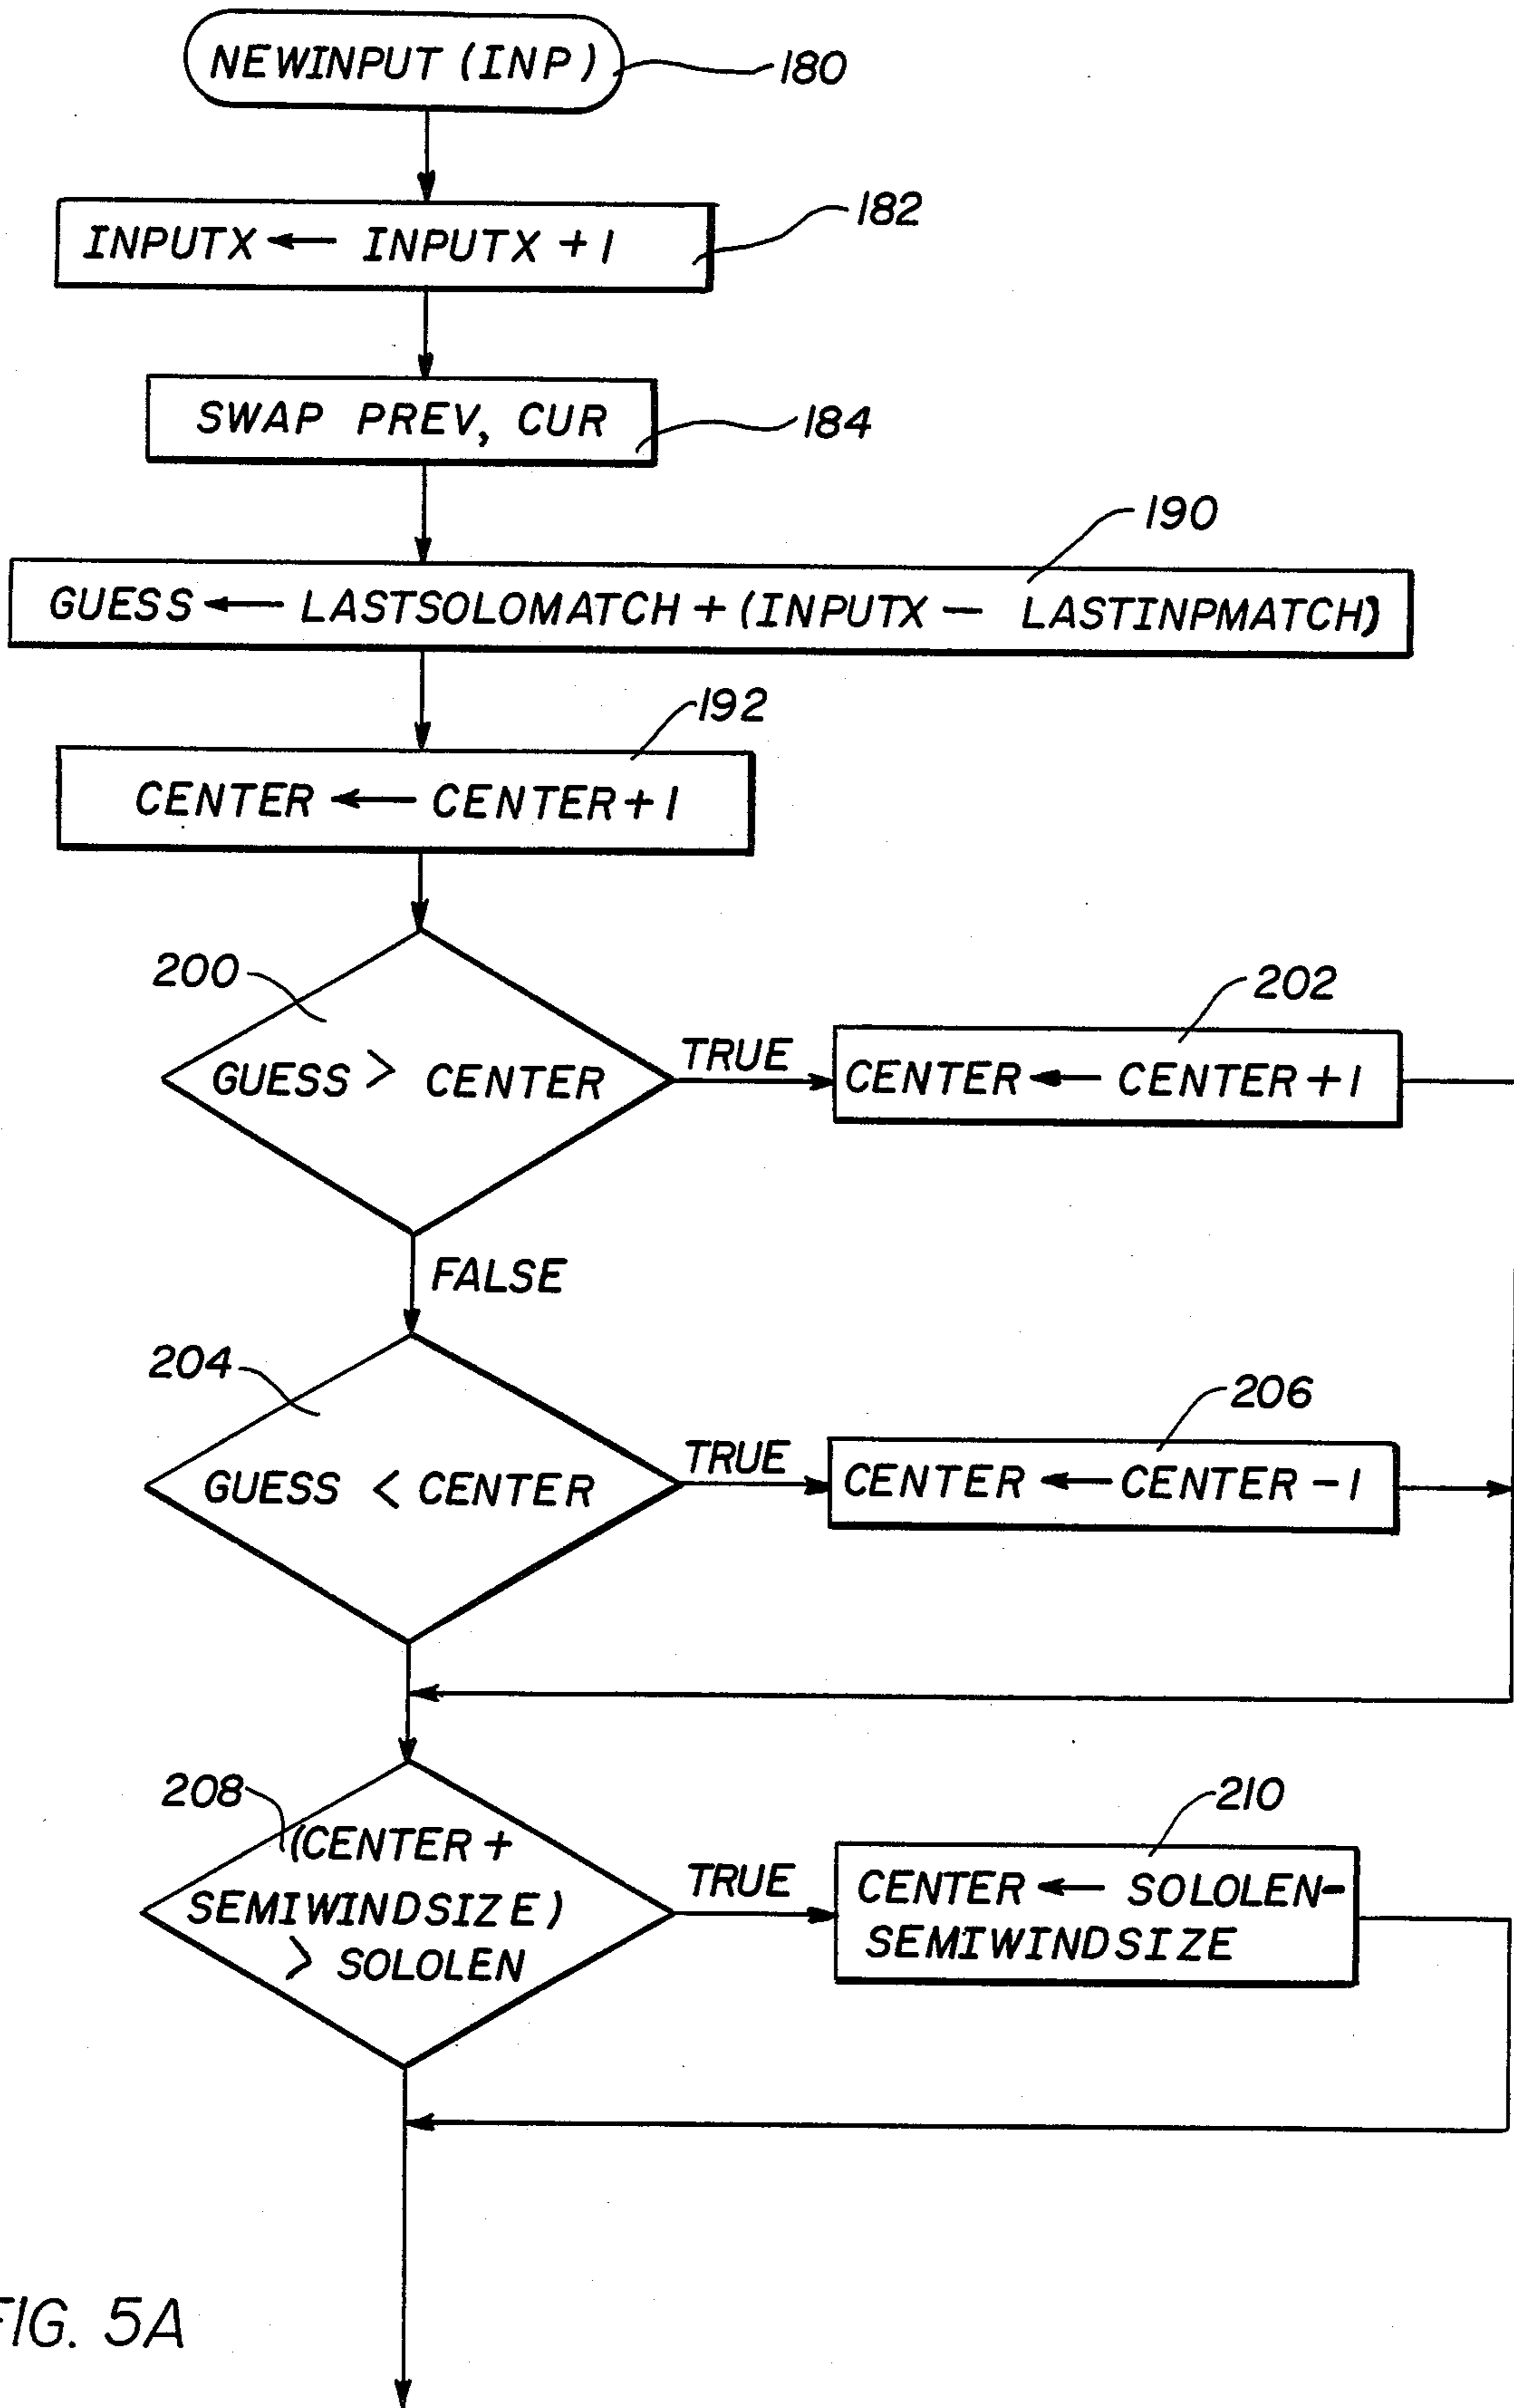 NEWINPUT (INP)
180
INPUTX ← INPUTX + 1
182
SWAP PREV, CUR
184
190
GUESS ← LASTSOLOMATCH + (INPUTX — LASTINPMATCH)
192
CENTER ← CENTER + 1
200
GUESS > CENTER
TRUE
202
CENTER ← CENTER + 1
FALSE
204
GUESS < CENTER
TRUE
206
CENTER ← CENTER - 1
208
(CENTER +
SEMIWINDSIZE)
> SOLOLEN
TRUE
210
CENTER ← SOLOLEN-
SEMIWINDSIZE
FIG. 5A